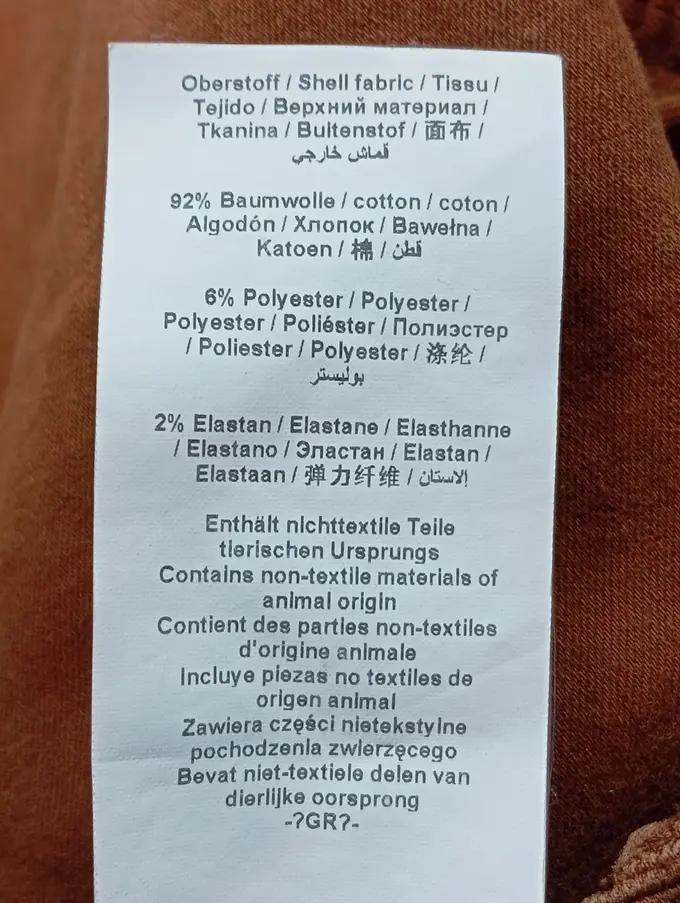 Oberstoff / Shell fabric / Tissu /
Tejido / Верхний материал /
Tkanina / Buitenstof / 面布 /
قماش خارجي
92% Baumwolle / cotton / coton /
Algodón / Хлопок / Bawełna /
Katoen / 棉 / قطن
6% Polyester / Polyester /
Polyester / Poliéster / Полиэстер
/ Poliester / Polyester / 涤纶 /
بوليستر
2% Elastan / Elastane / Elasthanne
/ Elastano / Эластан / Elastan /
Elastaan / 弹力纤维 / إلاستان
Enthält nichttextile Teile
tierischen Ursprungs
Contains non-textile materials of
animal origin
Contient des parties non-textiles
d'origine animale
Incluye piezas no textiles de
origen animal
Zawiera części nietekstylne
pochodzenia zwierzęcego
Bevat niet-textiele delen van
dierlijke oorsprong
-?GR?-